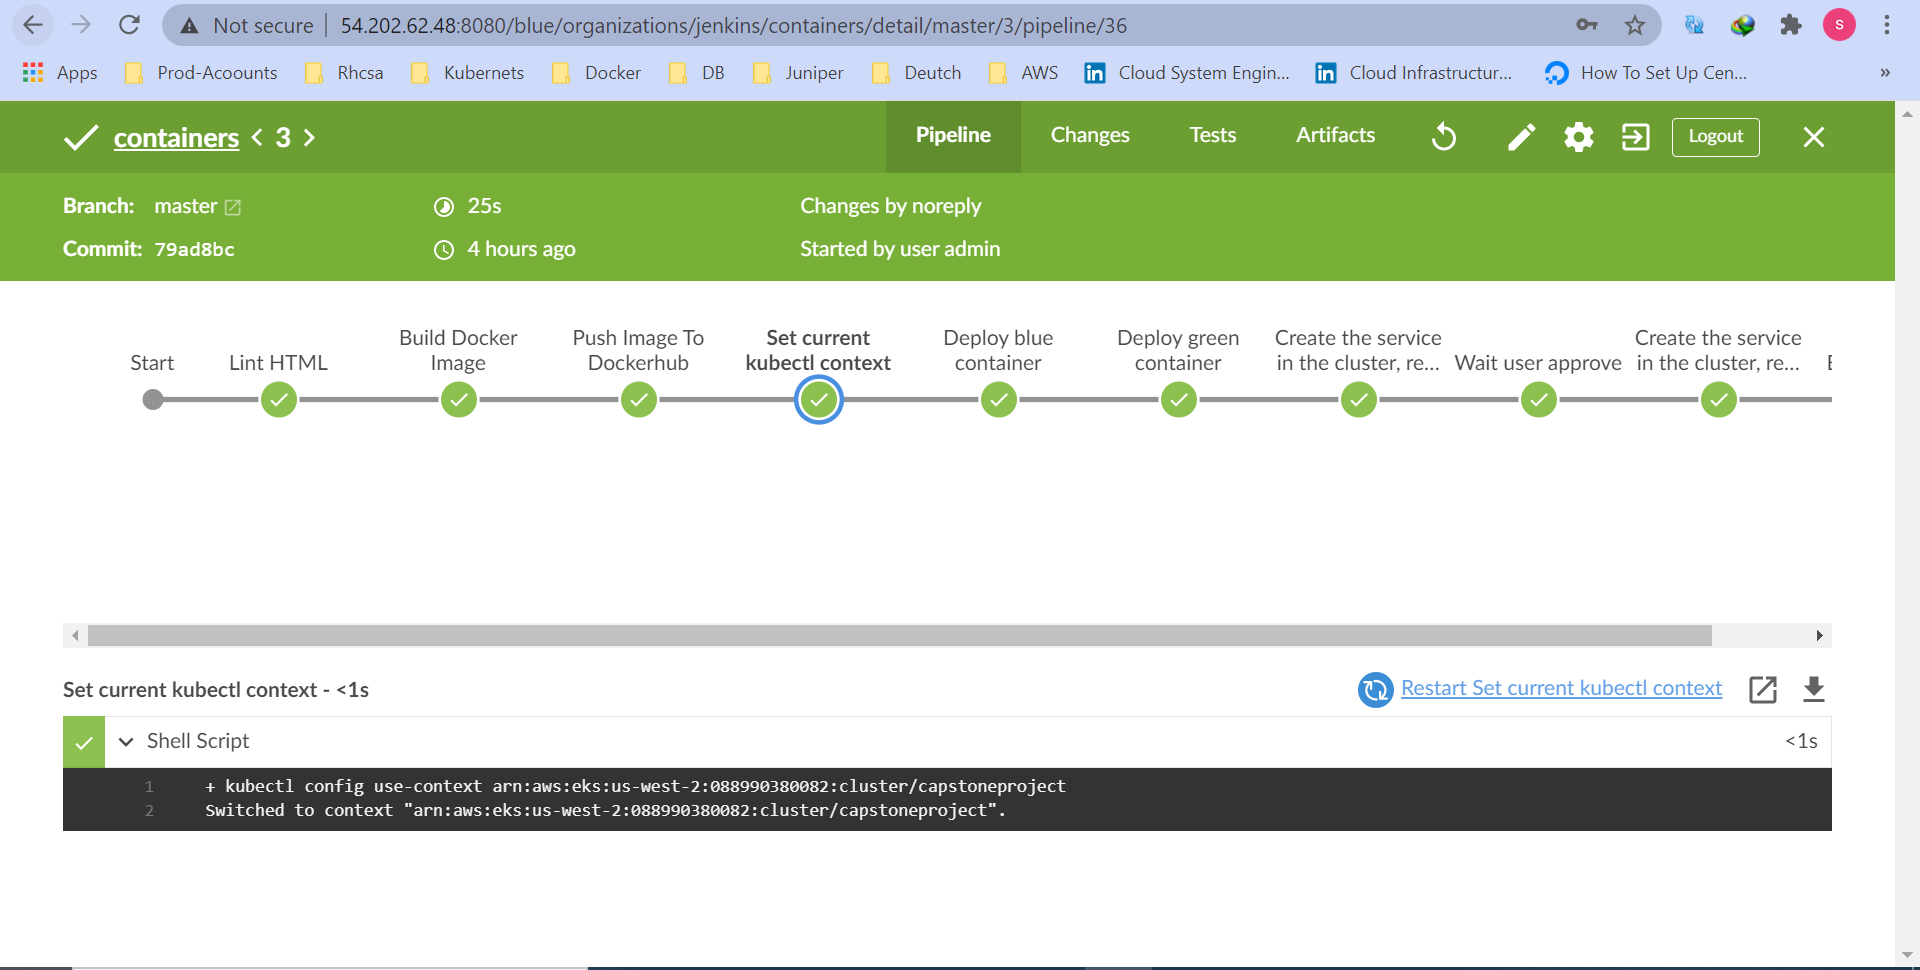 Not secure | 54.202.62.48:8080/blue/organizations/jenkins/containers/detail/master/3/pipeline/36
S
Apps Prod-Acoounts Rhcsa Kubernets Docker DB Juniper Deutch AWS Cloud System Engin... Cloud Infrastructur... How To Set Up Cen... »
containers < 3 > Pipeline Changes Tests Artifacts Logout
Branch: master 25s Changes by noreply
Commit: 79ad8bc 4 hours ago Started by user admin
Start
Lint HTML
Build Docker
Image
Push Image To
Dockerhub
Set current
kubectl context
Deploy blue
container
Deploy green
container
Create the service
in the cluster, re...
Wait user approve
Create the service
in the cluster, re...
Set current kubectl context - <1s Restart Set current kubectl context
Shell Script <1s
1 + kubectl config use-context arn:aws:eks:us-west-2:088990380082:cluster/capstoneproject
2 Switched to context "arn:aws:eks:us-west-2:088990380082:cluster/capstoneproject".